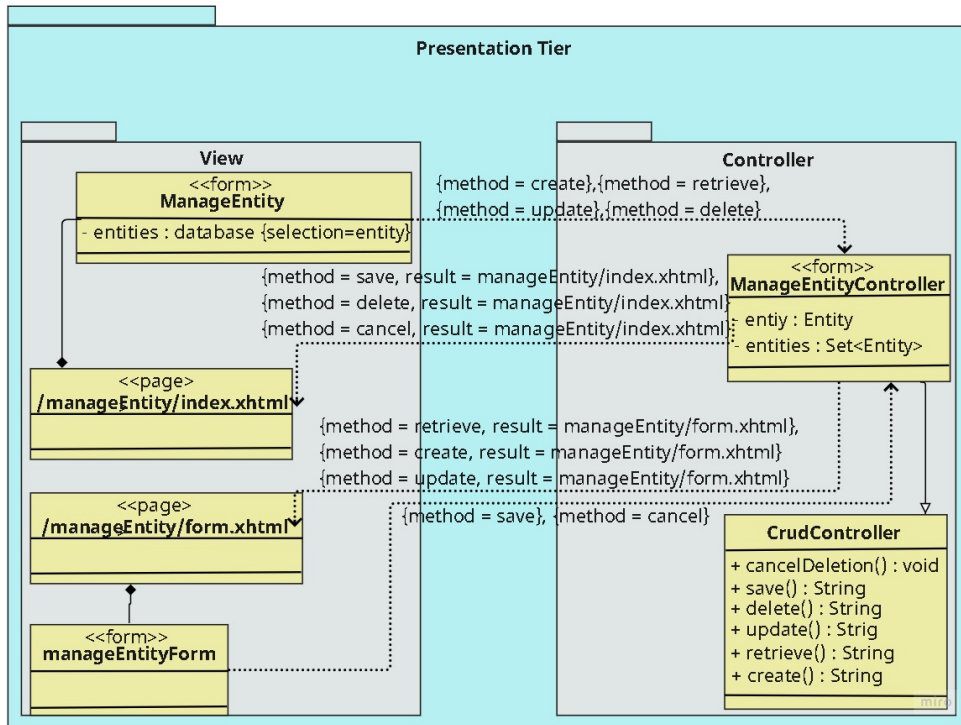 Presentation Tier
View
<<form>>
ManageEntity
- entities : database {selection=entity}
{method = create},{method = retrieve},
{method = update},{method = delete}
Controller
<<form>>
ManageEntityController
- entiy : Entity
- entities : Set<Entity>
{method = save, result = manageEntity/index.xhtml},
{method = delete, result = manageEntity/index.xhtml}
{method = cancel, result = manageEntity/index.xhtml}
<<page>
/manageEntity/index.xhtml
{method = retrieve, result = manageEntity/form.xhtml},
{method = create, result = manageEntity/form.xhtml}
{method = update, result = manageEntity/form.xhtml}
<<page>
/manageEntity/form.xhtml
{method = save}, {method = cancel}
CrudController
+ cancelDeletion() : void
+ save() : String
+ delete() : String
+ update() : Strig
+ retrieve() : String
+ create() : String
<<form>>
manageEntityForm
miro